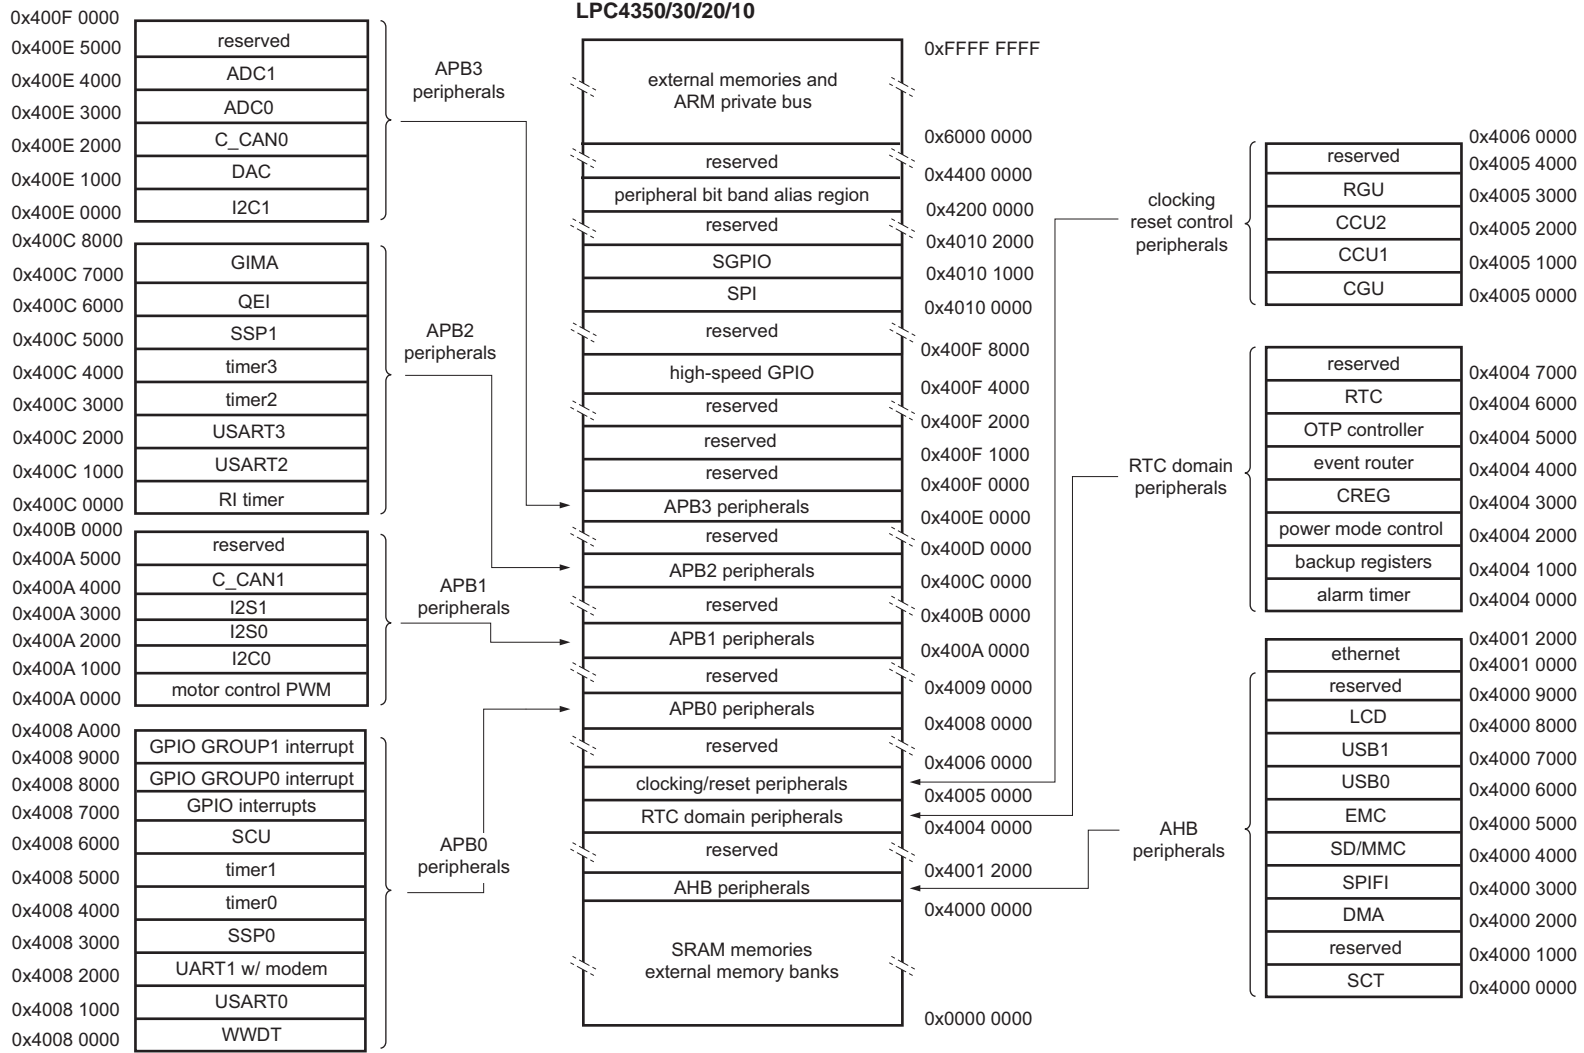 LPC4350/30/20/10
0x400F 0000
reserved
0x400E 5000
ADC1
0x400E 4000
ADC0
0x400E 3000
C_CAN0
0x400E 2000
DAC
0x400E 1000
I2C1
0x400E 0000
APB3
peripherals
0x400C 8000
GIMA
0x400C 7000
QEI
0x400C 6000
SSP1
0x400C 5000
timer3
0x400C 4000
timer2
0x400C 3000
USART3
0x400C 2000
USART2
0x400C 1000
RI timer
0x400C 0000
APB2
peripherals
0x400B 0000
reserved
0x400A 5000
C_CAN1
0x400A 4000
I2S1
0x400A 3000
I2S0
0x400A 2000
I2C0
0x400A 1000
motor control PWM
0x400A 0000
APB1
peripherals
0x4008 A000
GPIO GROUP1 interrupt
0x4008 9000
GPIO GROUP0 interrupt
0x4008 8000
GPIO interrupts
0x4008 7000
SCU
0x4008 6000
timer1
0x4008 5000
timer0
0x4008 4000
SSP0
0x4008 3000
UART1 w/ modem
0x4008 2000
USART0
0x4008 1000
WWDT
0x4008 0000
APB0
peripherals
0xFFFF FFFF
external memories and
ARM private bus
0x6000 0000
reserved
0x4400 0000
peripheral bit band alias region
0x4200 0000
reserved
0x4010 2000
SGPIO
0x4010 1000
SPI
0x4010 0000
reserved
0x400F 8000
high-speed GPIO
0x400F 4000
reserved
0x400F 2000
reserved
0x400F 1000
reserved
0x400F 0000
APB3 peripherals
0x400E 0000
reserved
0x400D 0000
APB2 peripherals
0x400C 0000
reserved
0x400B 0000
APB1 peripherals
0x400A 0000
reserved
0x4009 0000
APB0 peripherals
0x4008 0000
reserved
0x4006 0000
clocking/reset peripherals
0x4005 0000
RTC domain peripherals
0x4004 0000
reserved
0x4001 2000
AHB peripherals
0x4000 0000
SRAM memories
external memory banks
0x0000 0000
clocking
reset control
peripherals
0x4006 0000
reserved
0x4005 4000
RGU
0x4005 3000
CCU2
0x4005 2000
CCU1
0x4005 1000
CGU
0x4005 0000
RTC domain
peripherals
reserved
0x4004 7000
RTC
0x4004 6000
OTP controller
0x4004 5000
event router
0x4004 4000
CREG
0x4004 3000
power mode control
0x4004 2000
backup registers
0x4004 1000
alarm timer
0x4004 0000
AHB
peripherals
0x4001 2000
ethernet
0x4001 0000
reserved
0x4000 9000
LCD
0x4000 8000
USB1
0x4000 7000
USB0
0x4000 6000
EMC
0x4000 5000
SD/MMC
0x4000 4000
SPIFI
0x4000 3000
DMA
0x4000 2000
reserved
0x4000 1000
SCT
0x4000 0000